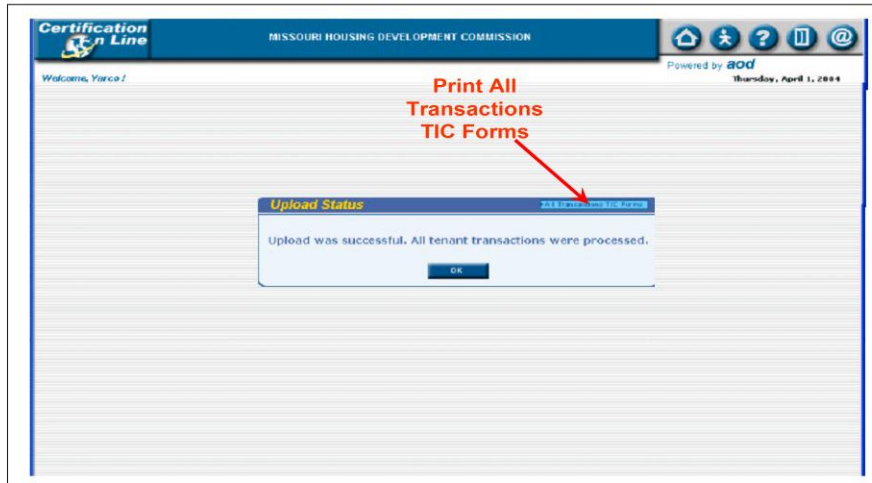 Certification
On Line
MISSOURI HOUSING DEVELOPMENT COMMISSION
Powered by aod
Welcome, Yarco !
Thursday, April 1, 2004
Print All
Transactions
TIC Forms
Upload Status
All Transactions TIC Forms
Upload was successful. All tenant transactions were processed.
OK